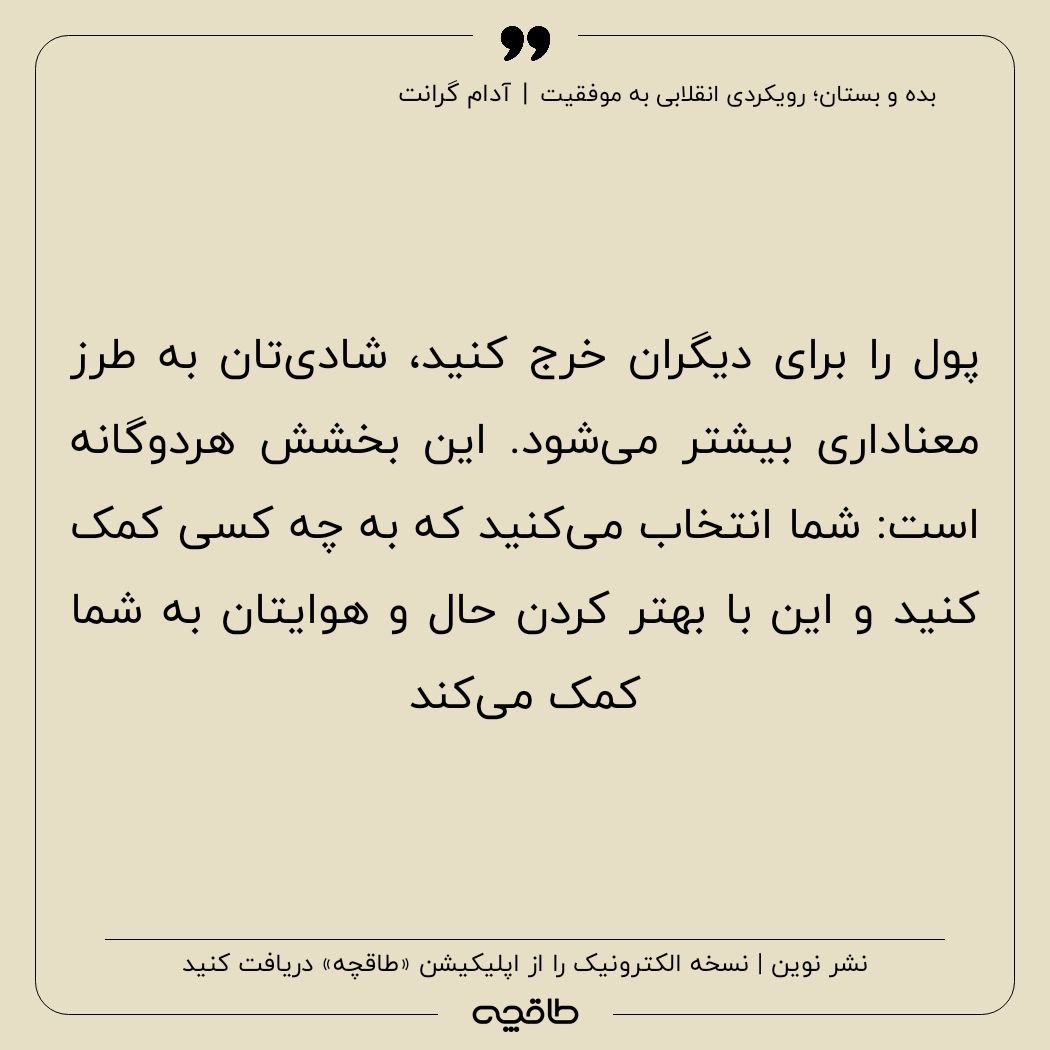 بده و بستان؛ رویکردی انقلابی به موفقیت | آدام گرانت
پول را برای دیگران خرج کنید، شادی‌تان به طرز
معناداری بیشتر می‌شود. این بخشش هردوگانه
است: شما انتخاب می‌کنید که به چه کسی کمک
کنید و این با بهتر کردن حال و هوایتان به شما
کمک می‌کند
نشر نوین | نسخه الکترونیک را از اپلیکیشن «طاقچه» دریافت کنید
طاقچه